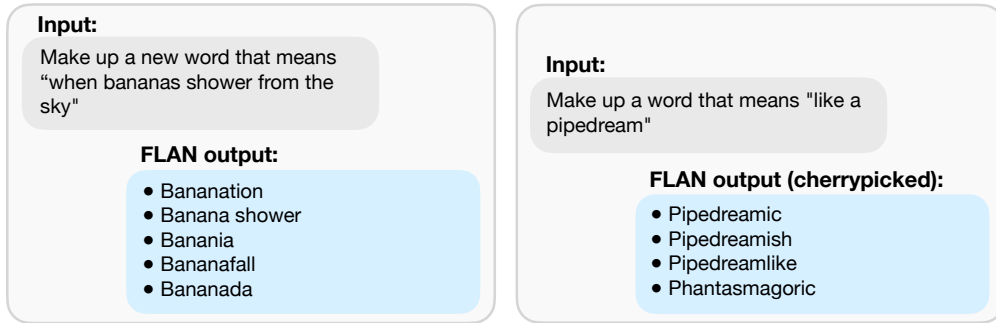 Input:
Make up a new word that means
“when bananas shower from the
sky"
FLAN output:
● Bananation
● Banana shower
● Banania
● Bananafall
● Bananada
Input:
Make up a word that means "like a
pipedream"
FLAN output (cherrypicked):
● Pipedreamic
● Pipedreamish
● Pipedreamlike
● Phantasmagoric